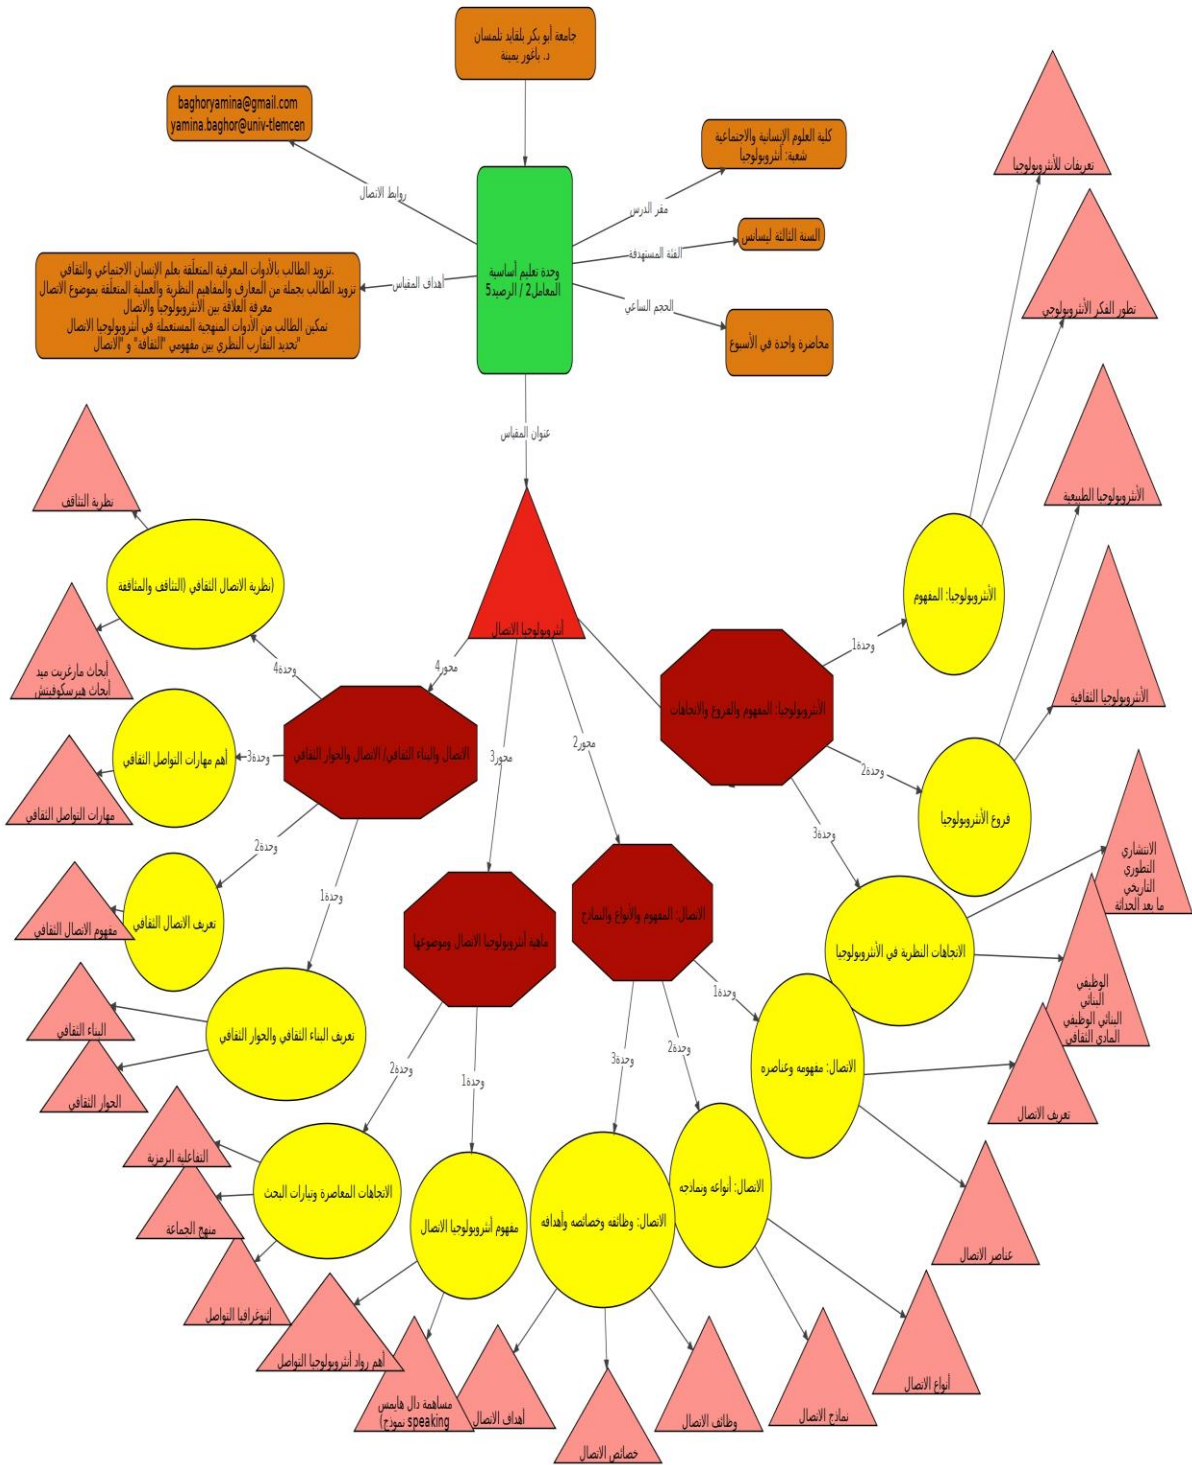 جامعة أبو بكر بلقايد تلمسان
د. باغور يمينة
baghoryamina@gmail.com
yamina.baghor@univ-tlemcen
كلية العلوم الإنسانية والاجتماعية
شعبة: أنثروبولوجيا
روابط الاتصال
مقر الدرس
السنة الثالثة ليسانس
الفئة المستهدفة
وحدة تعليم أساسية
المعامل2 / الرصيد5
أهداف المقياس
.تزويد الطالب بالأدوات المعرفية المتعلّقة بعلم الإنسان الاجتماعي والثقافي
تزويد الطالب بجملة من المعارف والمفاهيم النظرية والعملية المتعلّقة بموضوع الاتصال
معرفة العلاقة بين الانثروبولوجيا والاتصال
تمكين الطالب من الأدوات المنهجية المستعملة في أنثروبولوجيا الاتصال
"تحديد التقارب النظري بين مفهومي "الثقافة" و "الاتصال
الحجم الساعي
محاضرة واحدة في الأسبوع
عنوان المقياس
أنثروبولوجيا الاتصال
الأنثروبولوجيا: المفهوم والفروع والاتجاهات
وحدة1
الأنثروبولوجيا: المفهوم
تعريفات للأنثروبولوجيا
تطور الفكر الأنثروبولوجي
وحدة2
فروع الأنثروبولوجيا
الأنثروبولوجيا الطبيعية
الأنثروبولوجيا الثقافية
وحدة3
الاتجاهات النظرية في الأنثروبولوجيا
الانتشاري
التطوري
التاريخي
ما بعد الحداثة
الوظيفي
البنائي
البنائي الوظيفي
المادي الثقافي
محور2
الاتصال: المفهوم والأنواع والنماذج
وحدة1
الاتصال: مفهومه وعناصره
تعريف الاتصال
عناصر الاتصال
وحدة2
الاتصال: أنواعه ونماذجه
أنواع الاتصال
نماذج الاتصال
وحدة3
الاتصال: وظائفه وخصائصه وأهدافه
وظائف الاتصال
خصائص الاتصال
أهداف الاتصال
محور3
ماهية أنثروبولوجيا الاتصال وموضوعها
وحدة1
مفهوم أنثروبولوجيا الاتصال
مساهمة دال هايمس
(نموذج speaking
أهم رواد أنثروبولوجيا التواصل
وحدة2
الاتجاهات المعاصرة وتيارات البحث
التفاعلية الرمزية
منهج الجماعة
إثنوغرافيا التواصل
محور4
الاتصال والبناء الثقافي/ الاتصال والحوار الثقافي
وحدة1
تعريف البناء الثقافي والحوار الثقافي
البناء الثقافي
الحوار الثقافي
وحدة2
تعريف الاتصال الثقافي
مفهوم الاتصال الثقافي
وحدة3
أهم مهارات التواصل الثقافي
مهارات التواصل الثقافي
وحدة4
(نظرية الاتصال الثقافي (التثاقف والمثاقفة
نظرية التثاقف
أبحاث مارغريت ميد
أبحاث هيرسكوفيتش